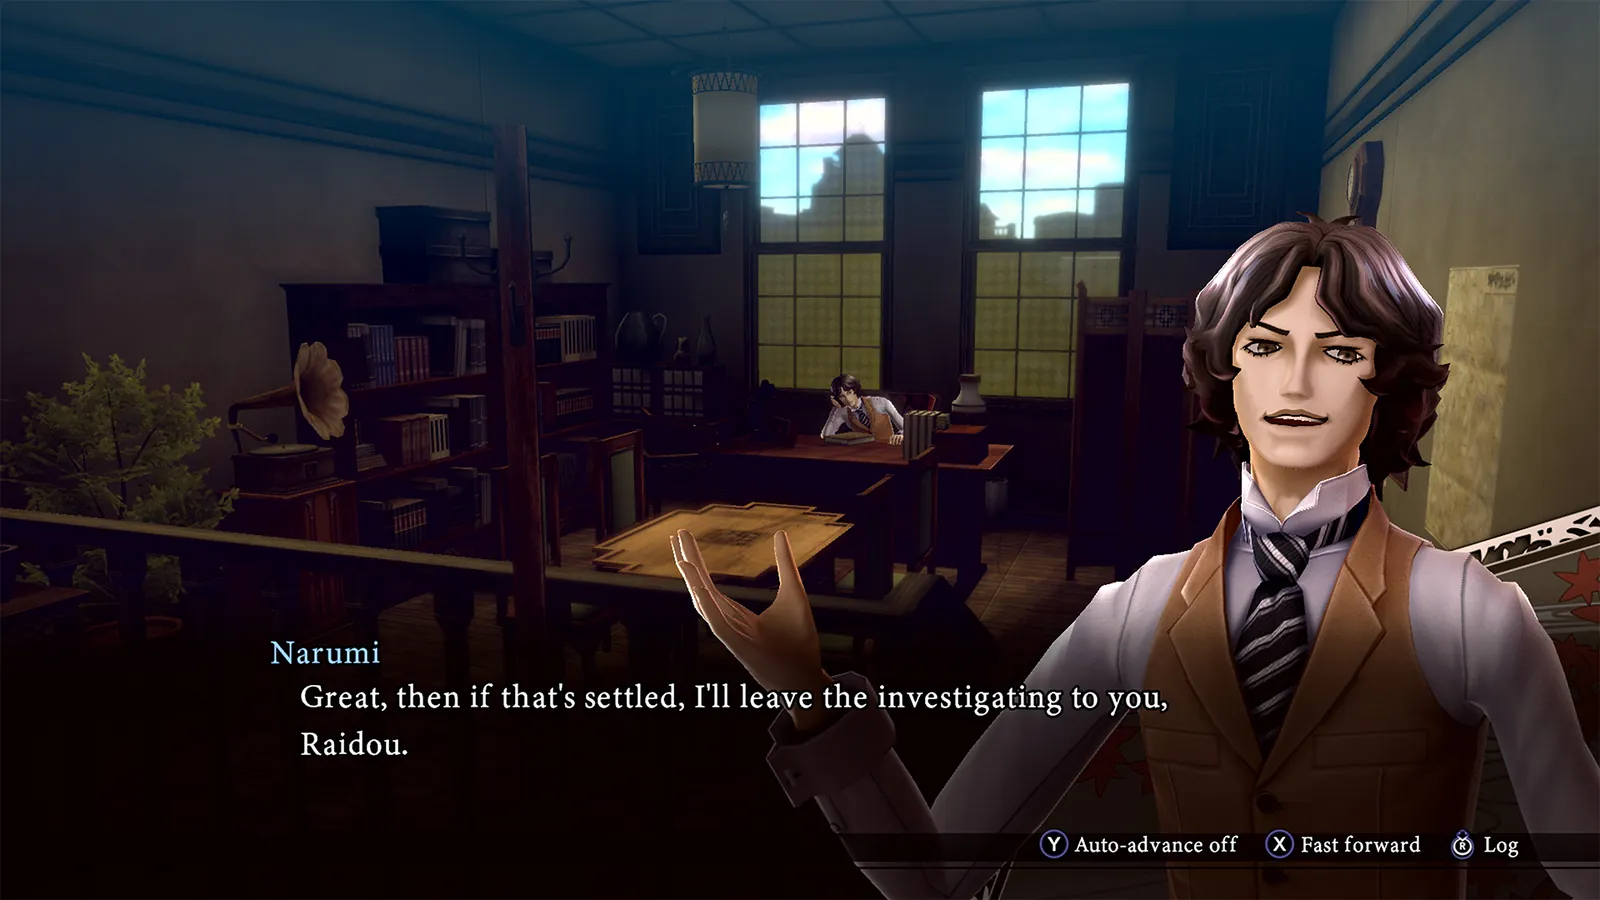 Narumi
Great, then if that's settled, I'll leave the investigating to you,
Raidou.
Y Auto-advance off X Fast forward R Log